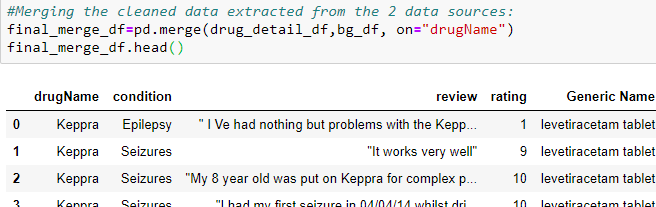 #Merging the cleaned data extracted from the 2 data sources:
final_merge_df=pd.merge(drug_detail_df,bg_df, on="drugName")
final_merge_df.head()
drugName condition review rating Generic Name
0 Keppra Epilepsy " I Ve had nothing but problems with the Kepp... 1 levetiracetam tablet
1 Keppra Seizures "It works very well" 9 levetiracetam tablet
2 Keppra Seizures "My 8 year old was put on Keppra for complex p... 10 levetiracetam tablet
3 Keppra Seizures "I had my first seizure in 04/04/14 whilst dri... 10 levetiracetam tablet